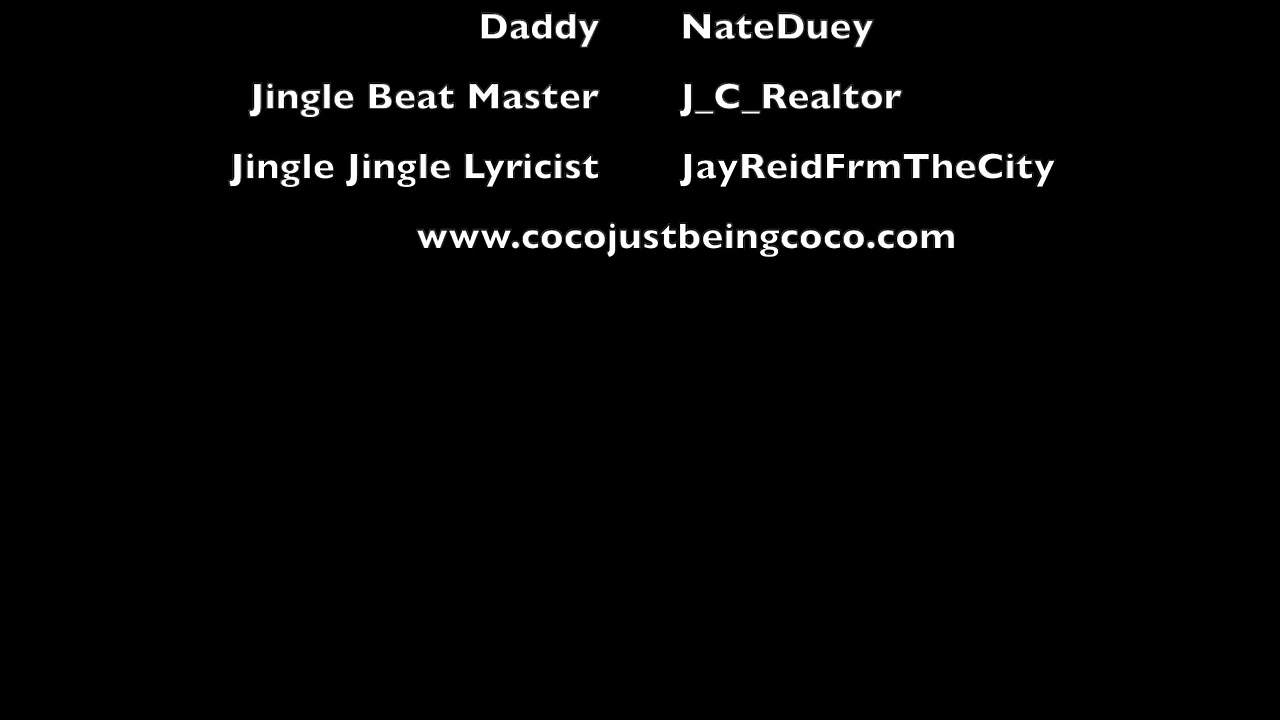 Daddy NateDuey
Jingle Beat Master J_C_Realtor
Jingle Jingle Lyricist JayReidFrmTheCity
www.cocojustbeingcoco.com